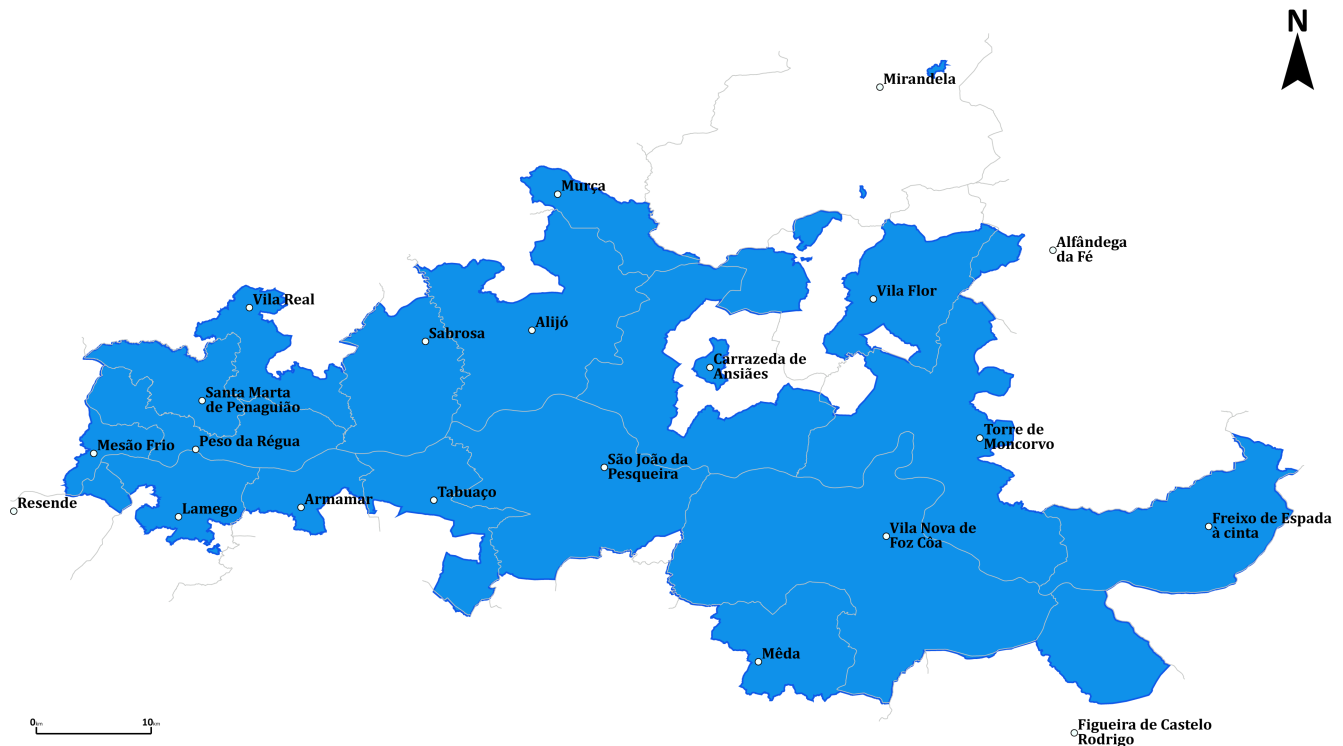 N
Mirandela
Murça
Alfândega
da Fé
Vila Flor
Vila Real
Sabrosa
Alijó
Carrazeda de
Ansiães
Santa Marta
de Penaguião
Torre de
Moncorvo
Mesão Frio
Peso da Régua
São João da
Pesqueira
Resende
Lamego
Armamar
Tabuaço
Vila Nova de
Foz Côa
Freixo de Espada
à cinta
Mêda
Figueira de Castelo
Rodrigo
0km 10km